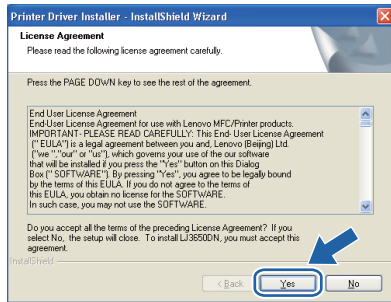 Printer Driver Installer - InstallShield Wizard
License Agreement
Please read the following license agreement carefully.
Press the PAGE DOWN key to see the rest of the agreement.
End User License Agreement
End-User License Agreement for use with Lenovo MFC/Printer products.
IMPORTANT- PLEASE READ CAREFULLY: This End- User License Agreement
(" EULA") is a legal agreement between you and, Lenovo (Beijing) Ltd.
("we ","our" or "us"), which governs your use of the our software
that will be installed if you press the "Yes" button on this Dialog
Box (" SOFTWARE"). By pressing "Yes", you agree to be legally bound
by the terms of this EULA. If you do not agree to the terms of
this EULA, you obtain no license for the SOFTWARE.
In such case, you may not use the SOFTWARE.
Do you accept all the terms of the preceding License Agreement? If you
select No, the setup will close. To install LJ3650DN, you must accept this
agreement.
InstallShield
< Back
Yes
No